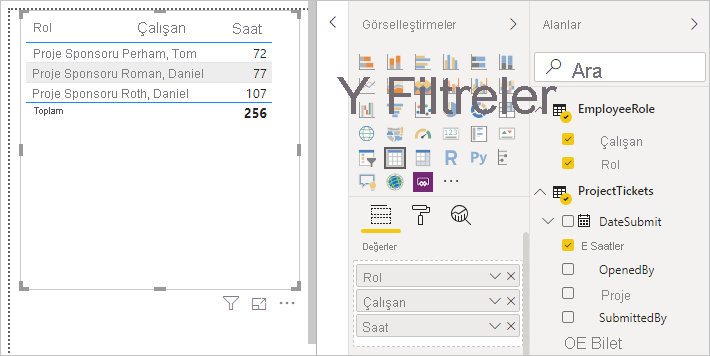 Rol Çalışan Saat
Proje Sponsoru Perham, Tom 72
Proje Sponsoru Roman, Daniel 77
Proje Sponsoru Roth, Daniel 107
Toplam 256
Görselleştirmeler
Y Filtreler
123
R Py
Değerler
Rol
Çalışan
Saat
Alanlar
Ara
EmployeeRole
Çalışan
Rol
ProjectTickets
DateSubmit
E Saatler
OpenedBy
Proje
SubmittedBy
OE Bilet